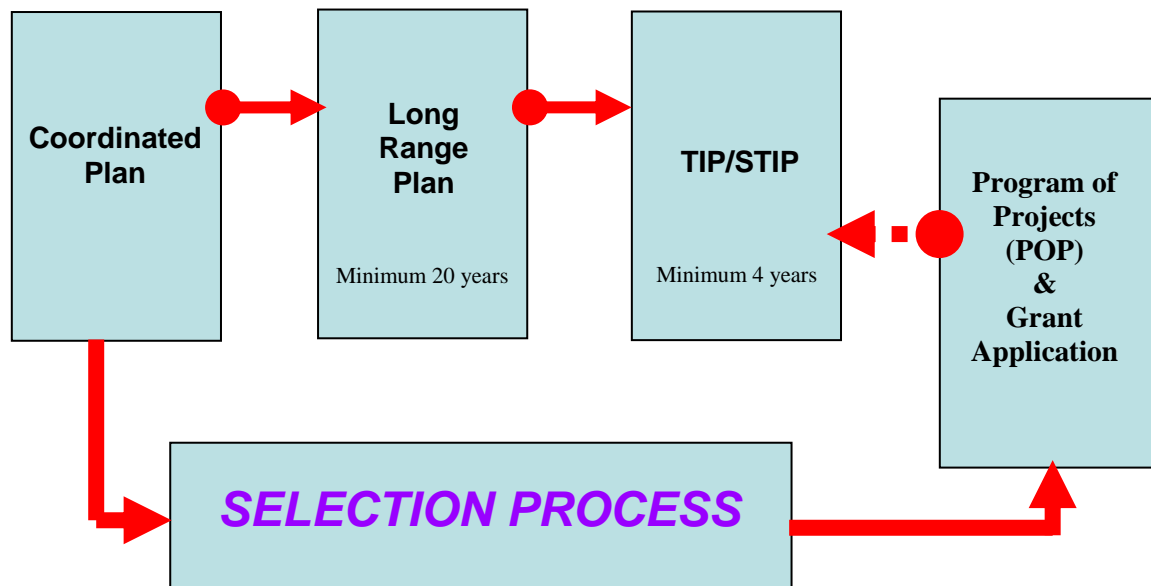 Coordinated
Plan
Long
Range
Plan
Minimum 20 years
TIP/STIP
Minimum 4 years
Program of
Projects
(POP)
&
Grant
Application
SELECTION PROCESS